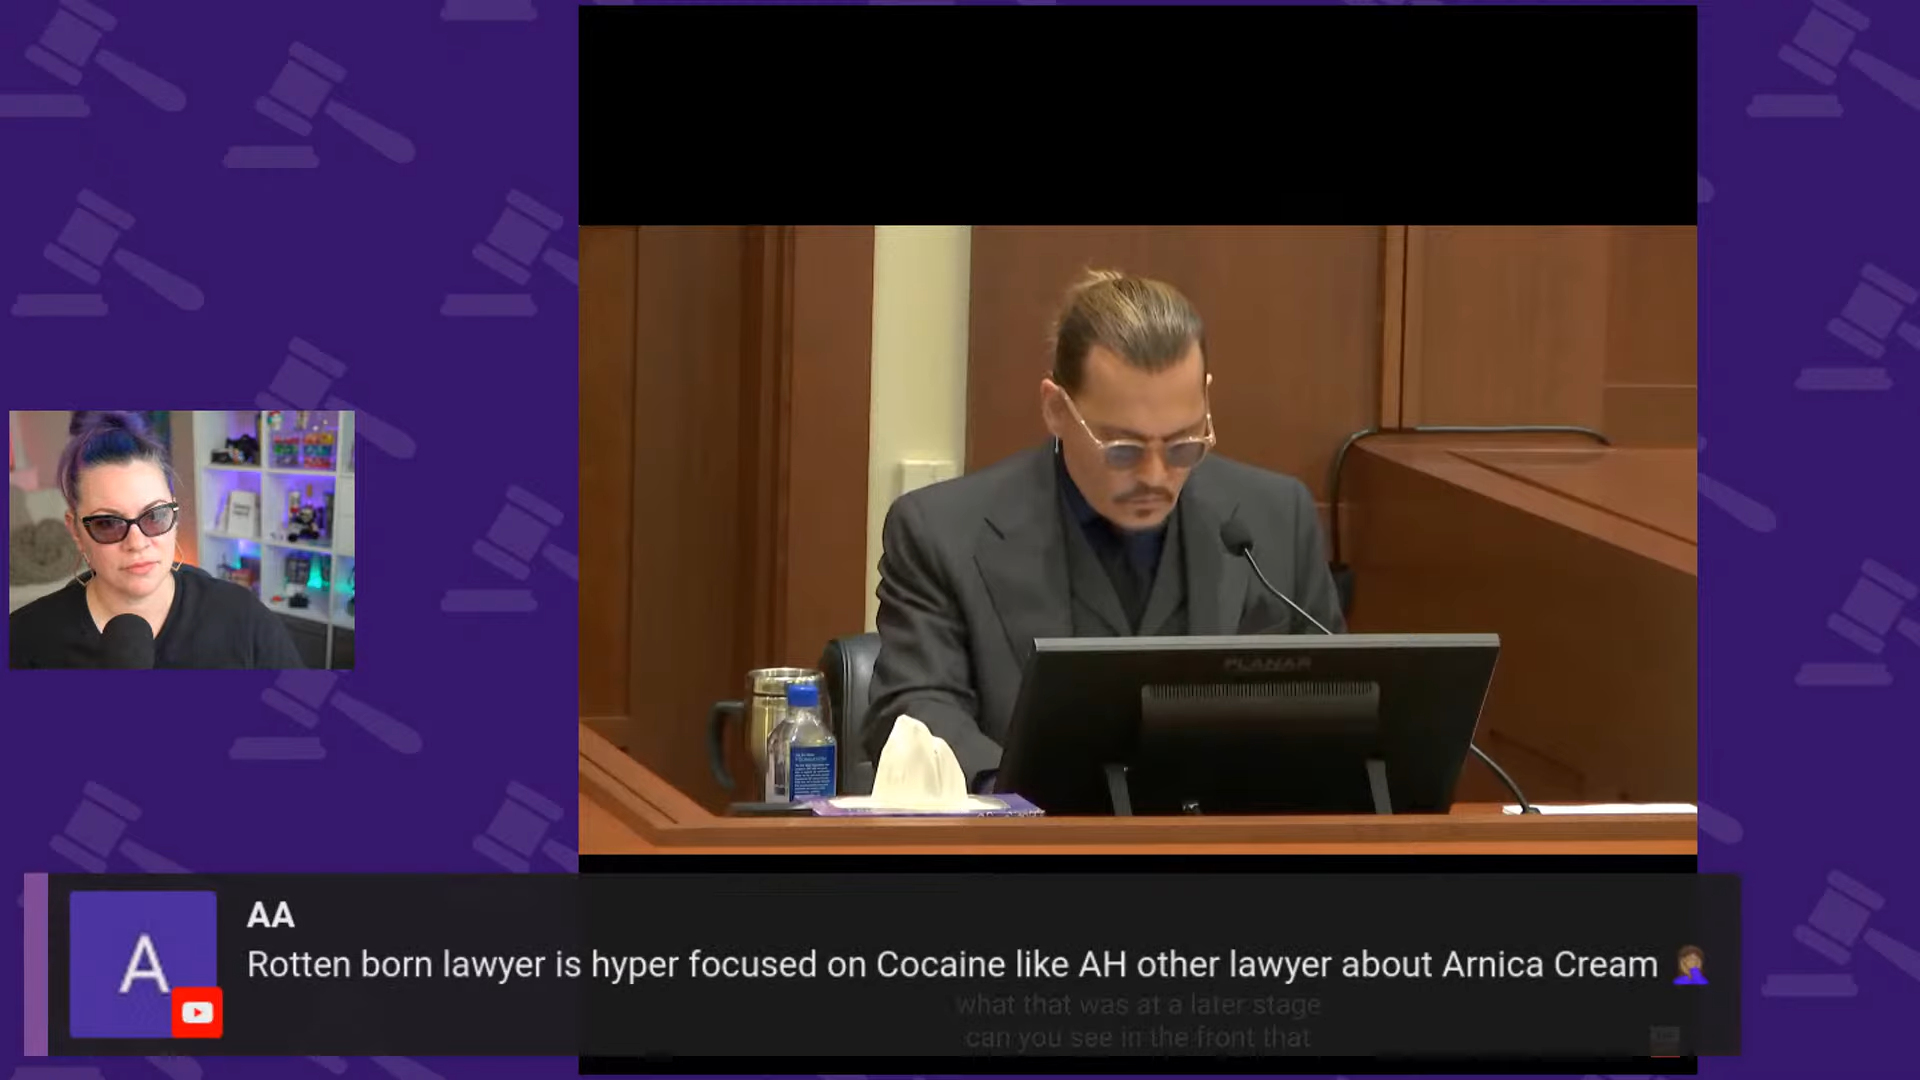 PLANAR
A
AA
Rotten born lawyer is hyper focused on Cocaine like AH other lawyer about Arnica Cream 🤦🏽‍♀️
what that was at a later stage
can you see in the front that